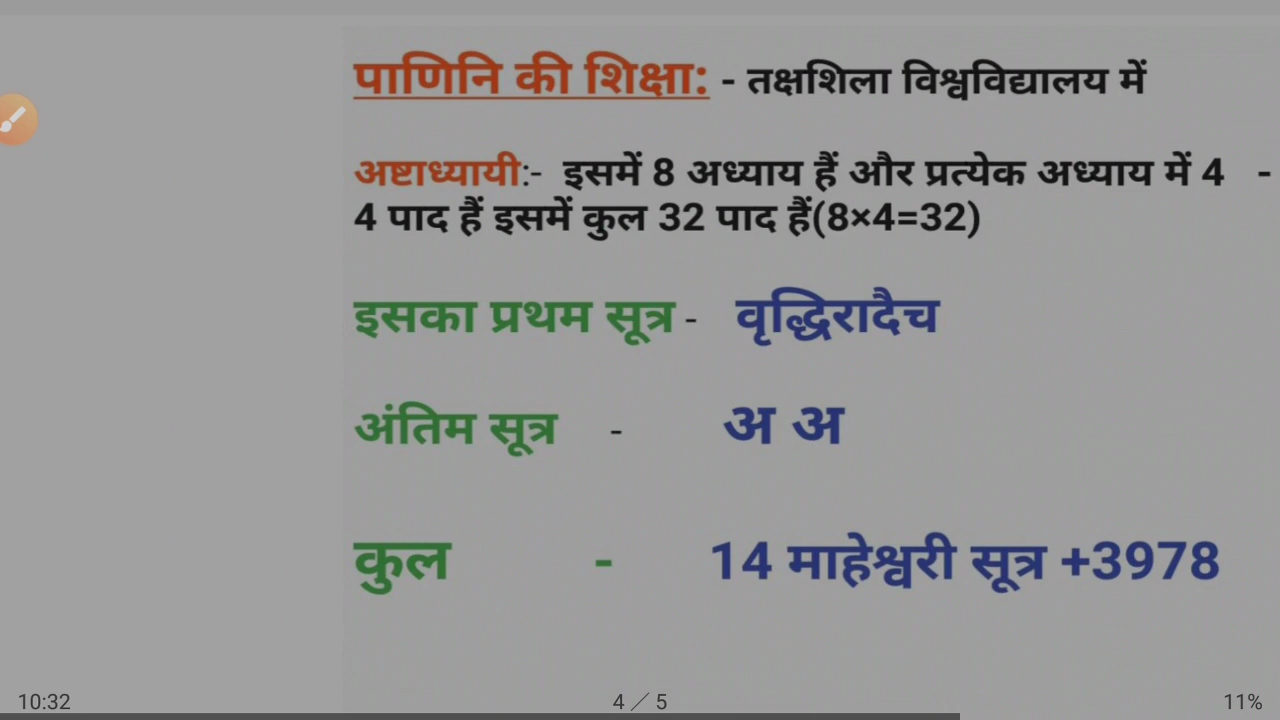 पाणिनि की शिक्षा: - तक्षशिला विश्वविद्यालय में
अष्टाध्यायी:- इसमें 8 अध्याय हैं और प्रत्येक अध्याय में 4 -
4 पाद हैं इसमें कुल 32 पाद हैं(8×4=32)
इसका प्रथम सूत्र - वृद्धिरादैच
अंतिम सूत्र - अ अ
कुल - 14 माहेश्वरी सूत्र +3978
10:32 4 / 5 11%